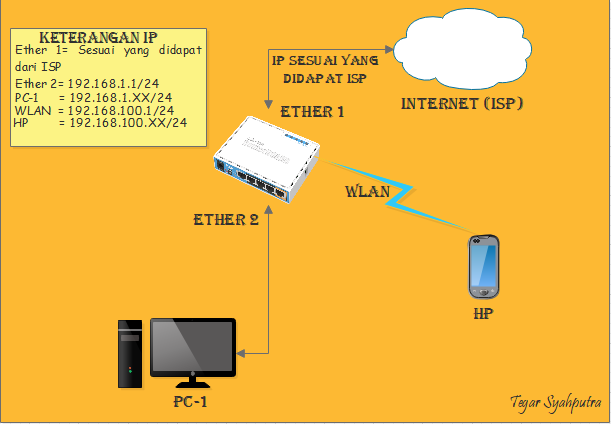 KETERANGAN IP
Ether 1= Sesuai yang didapat
dari ISP
Ether 2= 192.168.1.1/24
PC-1 = 192.168.1.XX/24
WLAN = 192.168.100.1/24
HP = 192.168.100.XX/24
IP SESUAI YANG
DIDAPAT ISP
INTERNET (ISP)
ETHER 1
WLAN
ETHER 2
HP
PC-1
Tegar Syahputra